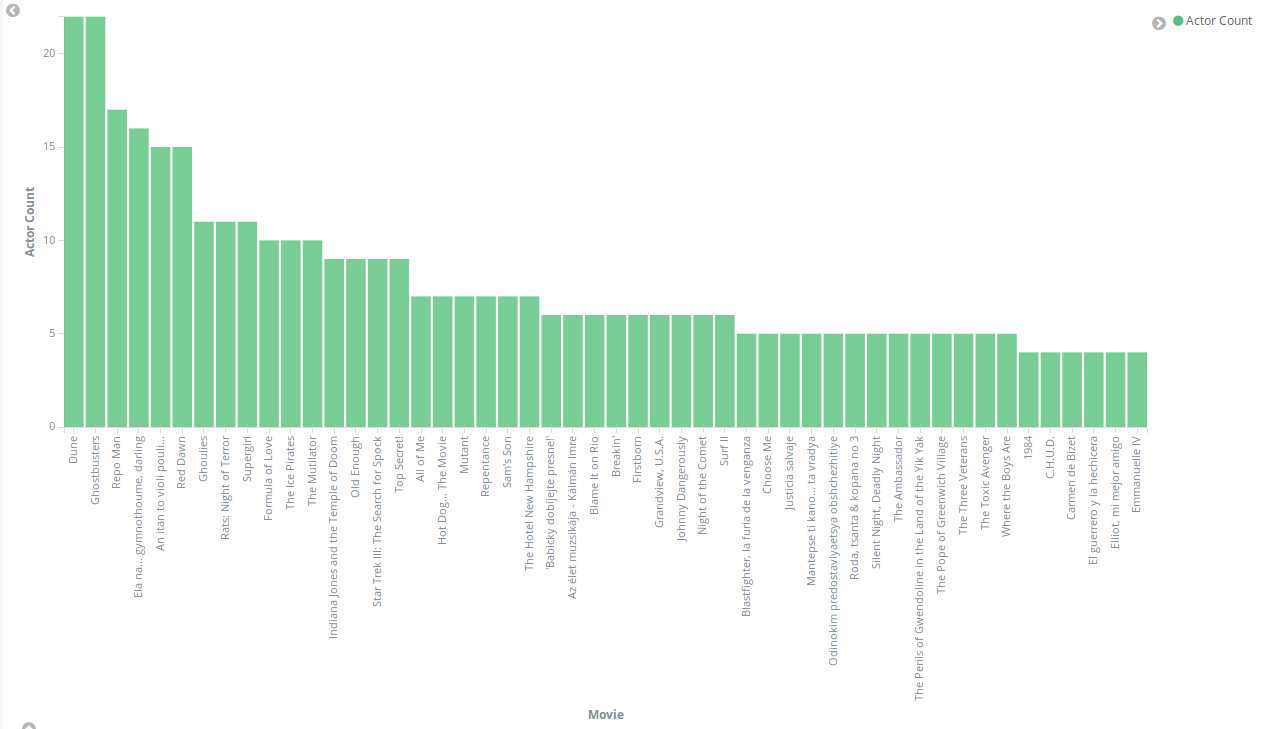 Actor Count
20
15
10
5
0
Actor Count
Dune
Ghostbusters
Repo Man
Ela na... gymnothoume, darling
An itan to violi pouli...
Red Dawn
Ghoulies
Rats: Night of Terror
Supergirl
Formula of Love
The Ice Pirates
The Mutilator
Indiana Jones and the Temple of Doom
Old Enough
Star Trek III: The Search for Spock
Top Secret!
All of Me
Hot Dog... The Movie
Mutant
Repentance
Sam's Son
The Hotel New Hampshire
'Babicky dobíjejte presne!'
Az élet muzsikája - Kálmán Imre
Blame It on Rio
Breakin'
Firstborn
Grandview, U.S.A.
Johnny Dangerously
Night of the Comet
Surf II
Blastfighter, la furia de la venganza
Choose Me
Justicia salvaje
Mantepse ti kano... ta vradya
Odinokim predostavlyaetsya obshchezhitiye
Roda, tsanta & kopana no 3
Silent Night, Deadly Night
The Ambassador
The Perils of Gwendoline in the Land of the Yik Yak
The Pope of Greenwich Village
The Three Veterans
The Toxic Avenger
Where the Boys Are
1984
C.H.U.D.
Carmen de Bizet
El guerrero y la hechicera
Elliot, mi mejor amigo
Emmanuelle IV
Movie